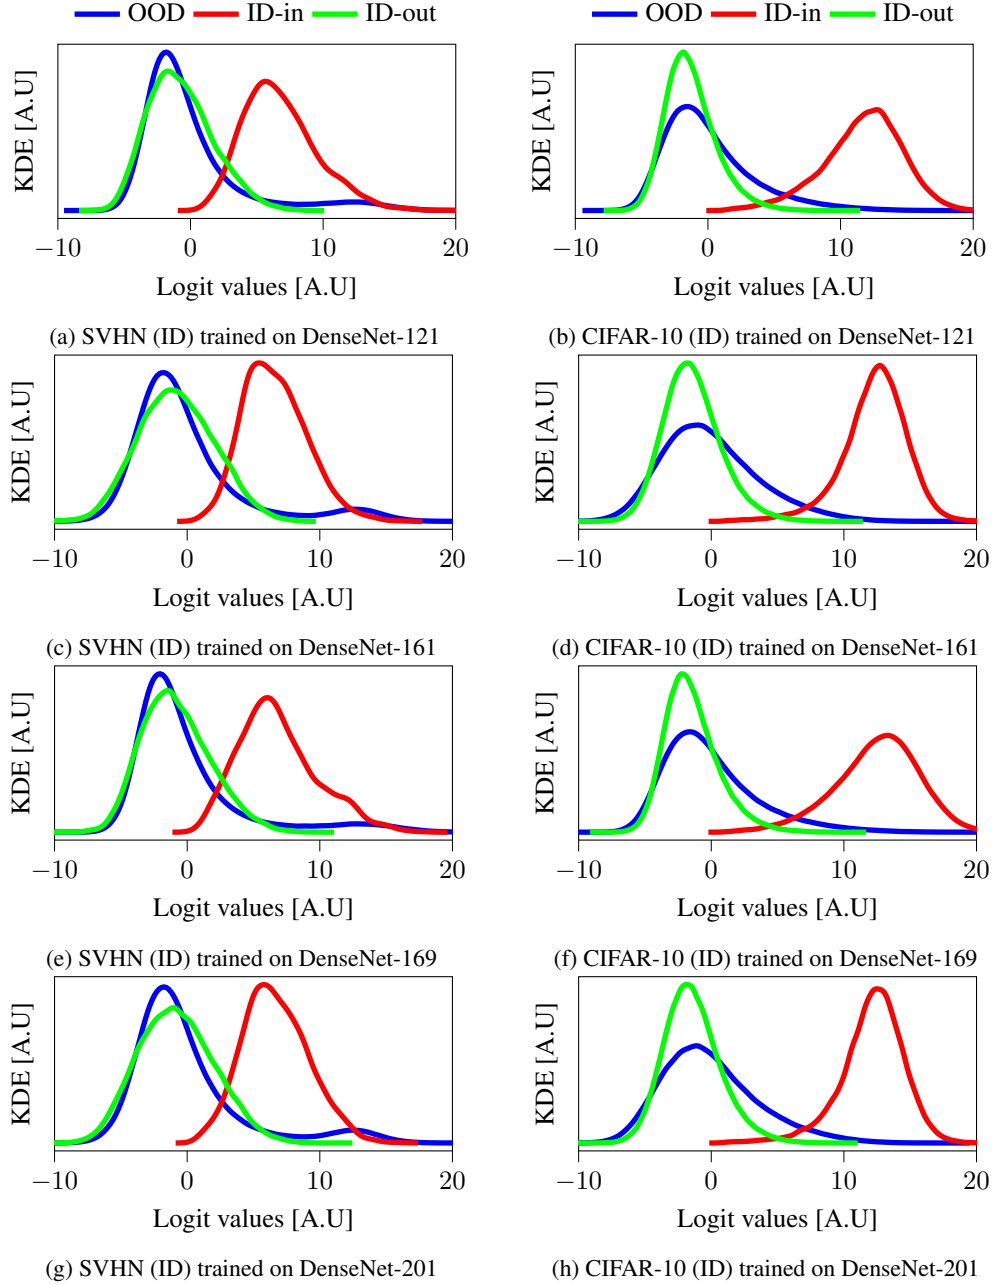 OOD ID-in ID-out OOD ID-in ID-out
KDE [A.U] KDE [A.U]
−10 0 10 20 −10 0 10 20
Logit values [A.U] Logit values [A.U]
(a) SVHN (ID) trained on DenseNet-121 (b) CIFAR-10 (ID) trained on DenseNet-121
KDE [A.U] KDE [A.U]
−10 0 10 20 −10 0 10 20
Logit values [A.U] Logit values [A.U]
(c) SVHN (ID) trained on DenseNet-161 (d) CIFAR-10 (ID) trained on DenseNet-161
KDE [A.U] KDE [A.U]
−10 0 10 20 −10 0 10 20
Logit values [A.U] Logit values [A.U]
(e) SVHN (ID) trained on DenseNet-169 (f) CIFAR-10 (ID) trained on DenseNet-169
KDE [A.U] KDE [A.U]
−10 0 10 20 −10 0 10 20
Logit values [A.U] Logit values [A.U]
(g) SVHN (ID) trained on DenseNet-201 (h) CIFAR-10 (ID) trained on DenseNet-201